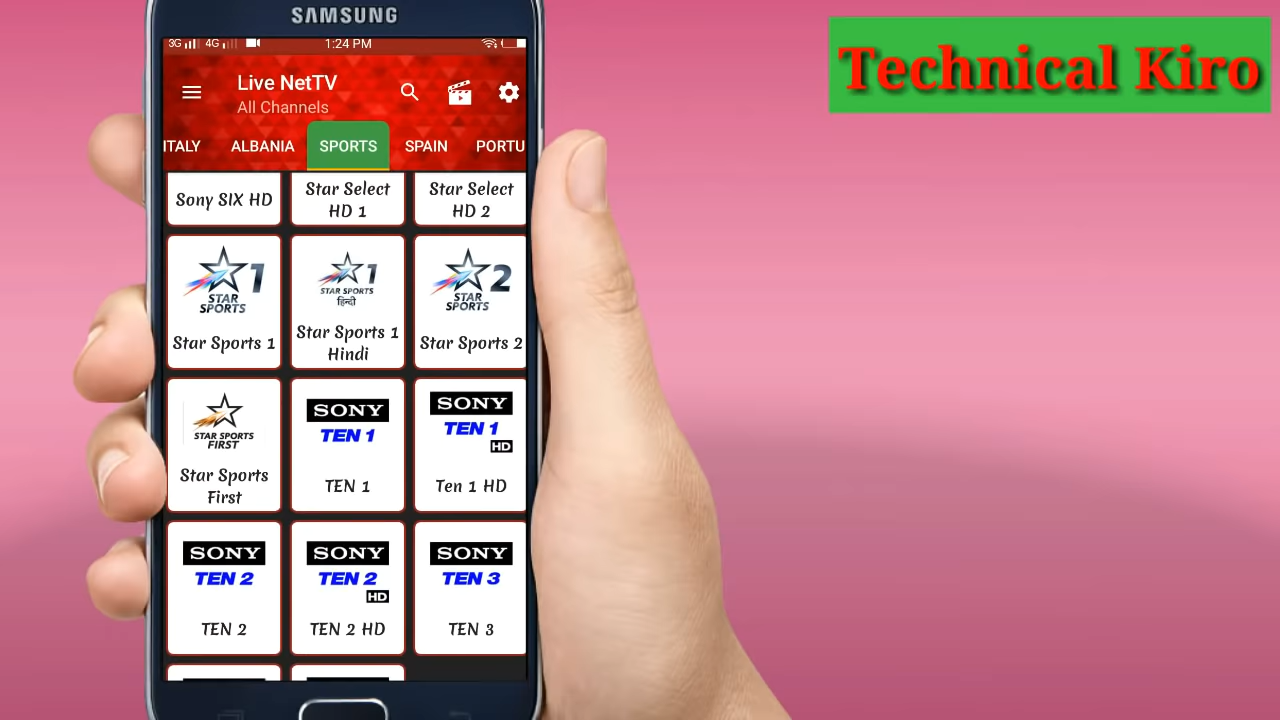 SAMSUNG
Technical Kiro
3G 4G 1:24 PM
Live NetTV
All Channels
ITALY ALBANIA SPORTS SPAIN PORTU
Sony SIX HD
Star Select
HD 1
Star Select
HD 2
1
STAR
SPORTS
Star Sports 1
1
STAR SPORTS
हिन्दी
Star Sports 1
Hindi
2
STAR
SPORTS
Star Sports 2
STAR SPORTS
FIRST
Star Sports
First
SONY
TEN 1
TEN 1
SONY
TEN 1
HD
Ten 1 HD
SONY
TEN 2
TEN 2
SONY
TEN 2
HD
TEN 2 HD
SONY
TEN 3
TEN 3